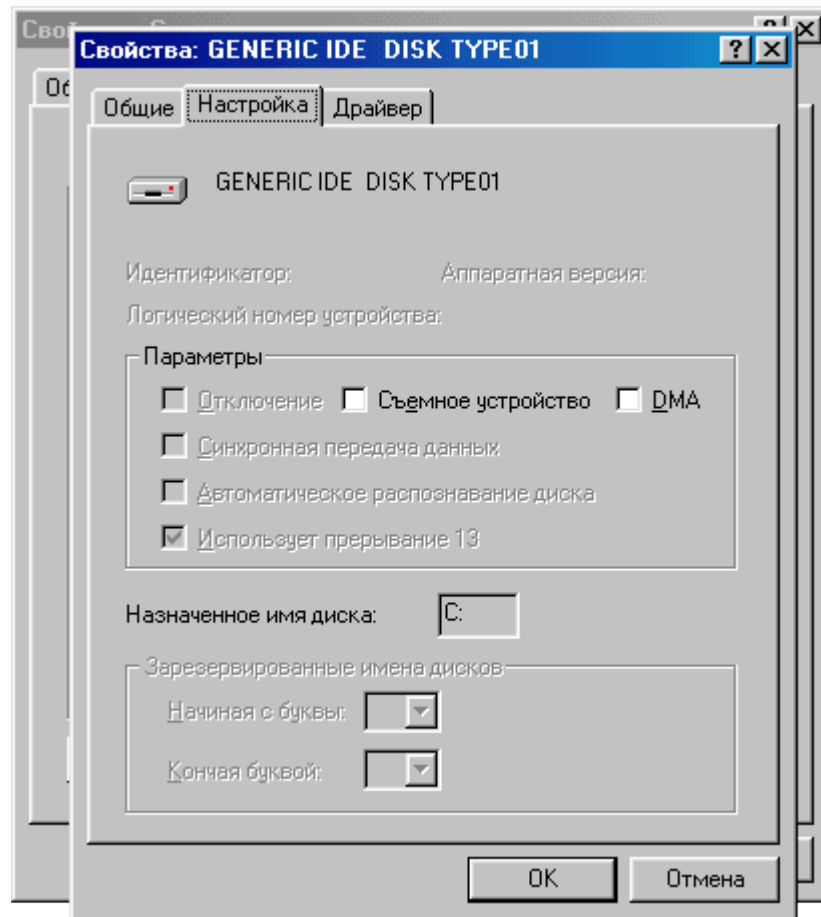 Свой
Свойства: GENERIC IDE DISK TYPE01
Общие Настройка Драйвер
GENERIC IDE DISK TYPE01
Идентификатор: Аппаратная версия:
Логический номер устройства:
Параметры
Отключение Съемное устройство DMA
Синхронная передача данных
Автоматическое распознавание диска
Использует прерывание 13
Назначенное имя диска: C:
Зарезервированные имена дисков
Начиная с буквы:
Кончая буквой:
OK Отмена